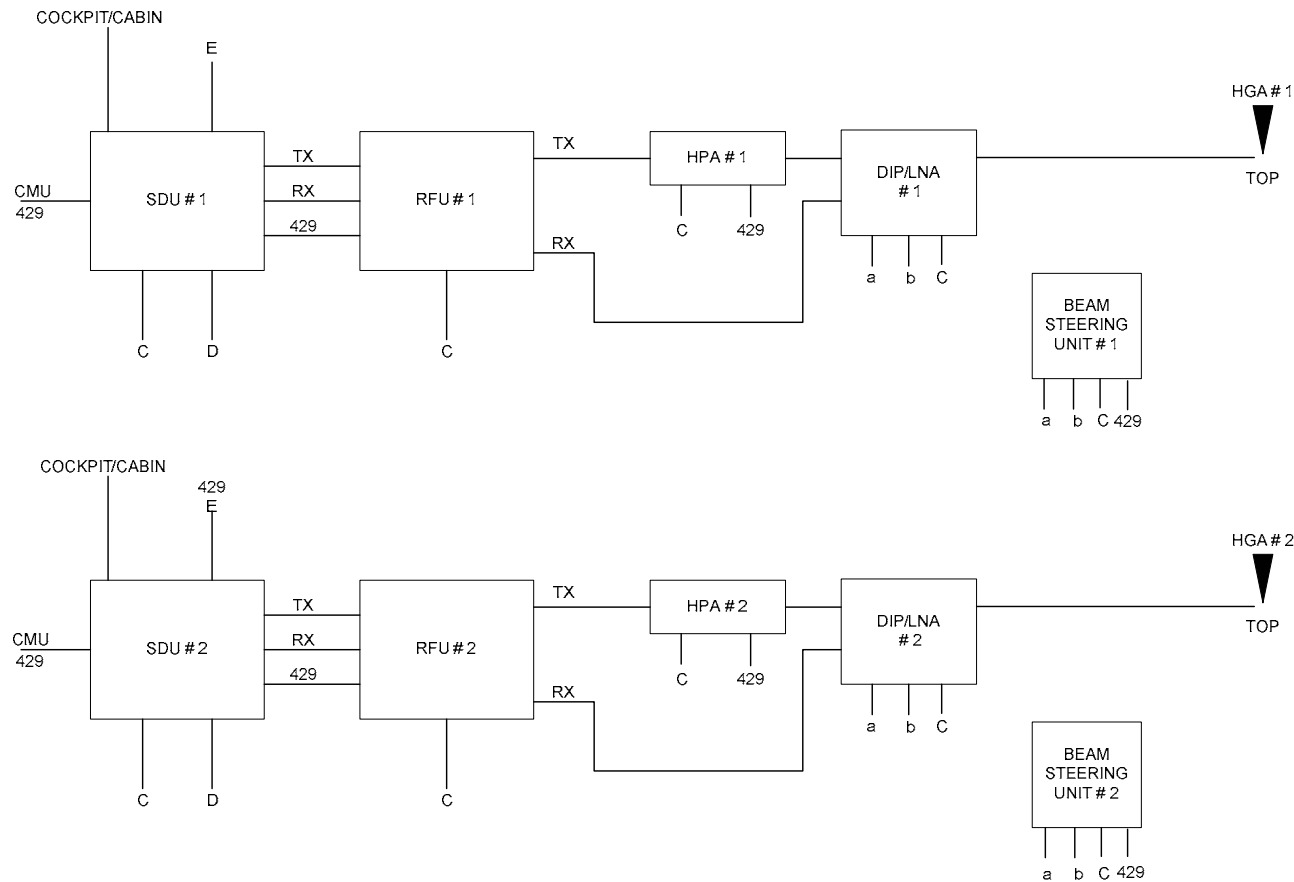 COCKPIT/CABIN
E
HGA # 1
TX
TX
HPA # 1
DIP/LNA
# 1
TOP
CMU
429
SDU # 1
RX
RFU # 1
429
C
429
RX
a
b
C
C
D
C
BEAM
STEERING
UNIT # 1
a
b
C
429
COCKPIT/CABIN
429
E
HGA # 2
TX
TX
HPA # 2
DIP/LNA
# 2
TOP
CMU
429
SDU # 2
RX
RFU # 2
429
C
429
RX
a
b
C
C
D
C
BEAM
STEERING
UNIT # 2
a
b
C
429